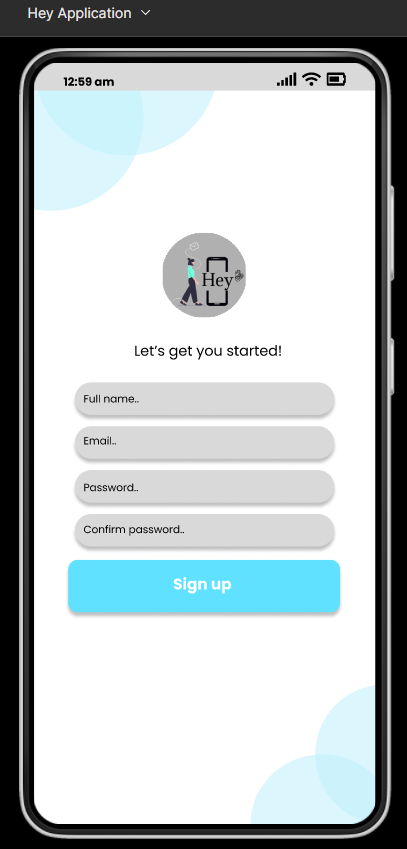 Hey Application
12:59 am
Hey
Let's get you started!
Full name..
Email..
Password..
Confirm password..
Sign up